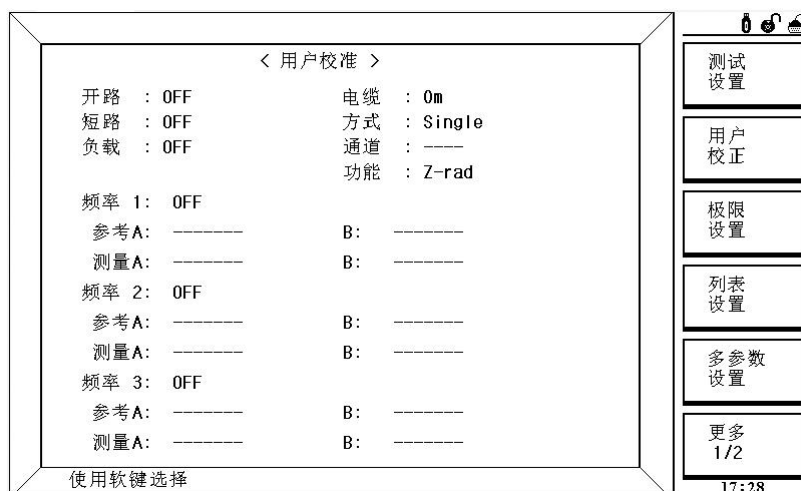 < 用户校准 >
开路 : OFF 电缆 : 0m
短路 : OFF 方式 : Single
负载 : OFF 通道 : ----
功能 : Z-rad
频率 1: OFF
参考A: ------- B: -------
测量A: ------- B: -------
频率 2: OFF
参考A: ------- B: -------
测量A: ------- B: -------
频率 3: OFF
参考A: ------- B: -------
测量A: ------- B: -------
使用软键选择
测试
设置
用户
校正
极限
设置
列表
设置
多参数
设置
更多
1/2
17:28